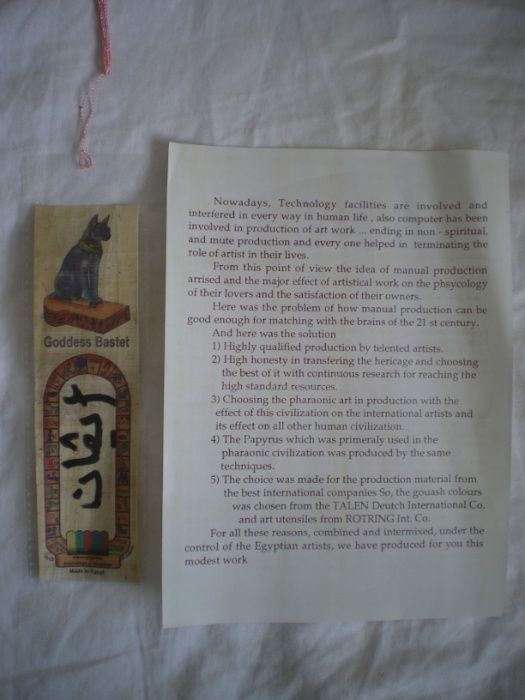 Goddess Bastet
إيڤان
Made in Egypt
Nowadays, Technology facilities are involved and
interfered in every way in human life , also computer has been
involved in production of art work ... ending in non - spiritual,
and mute production and every one helped in terminating the
role of artist in their lives.
From this point of view the idea of manual production
arrised and the major effect of artistical work on the phsycology
of their lovers and the satisfaction of their owners.
Here was the problem of how manual production can be
good enough for matching with the brains of the 21 st century.
And here was the solution
1) Highly qualified production by telented artists.
2) High honesty in transfering the hericage and choosing
the best of it with continuous research for reaching the
high standard resources.
3) Choosing the pharaonic art in production with the
effect of this civilization on the international artists and
its effect on all other human civilization.
4) The Papyrus which was primeraly used in the
pharaonic civilization was produced by the same
techniques.
5) The choice was made for the production material from
the best international companies So, the gouash colours
was chosen from the TALEN Deutch International Co.
and art utensiles from ROTRING Int. Co.
For all these reasons, combined and intermixed, under the
control of the Egyptian artists, we have produced for you this
modest work